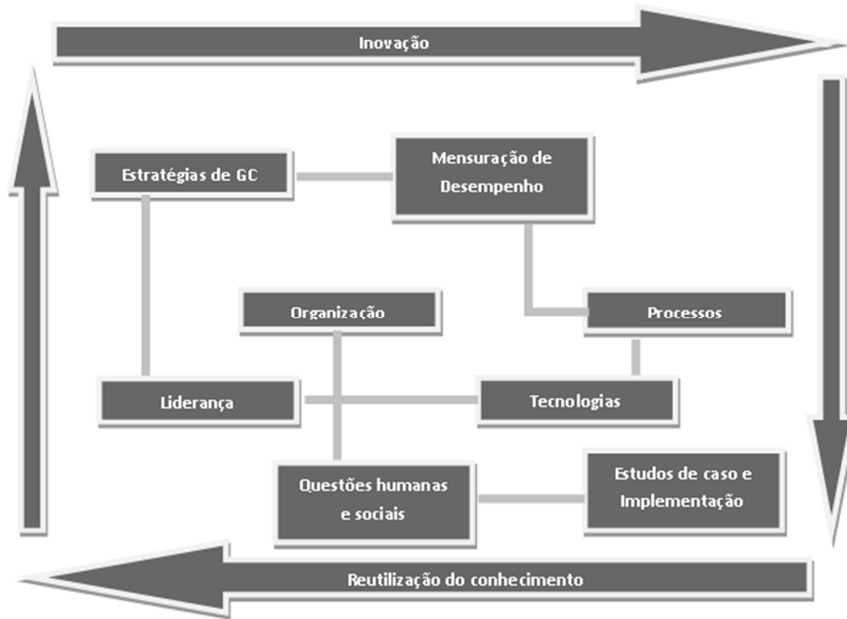 Inovação
Estratégias de GC
Mensuração de
Desempenho
Organização
Processos
Liderança
Tecnologias
Questões humanas
e sociais
Estudos de caso e
Implementação
Reutilização do conhecimento